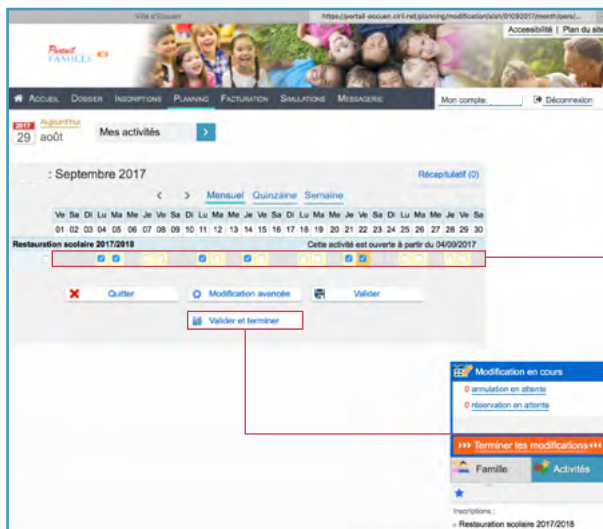 Ville d'Ecouen
https://portail-ecouen.ciril.net/planning/modification/aish/01092017/month/pers/...
Accessibilité | Plan du site
Portail
FAMILLE
ACCUEIL DOSSIER INSCRIPTIONS PLANNING FACTURATION SIMULATIONS MESSAGERIE
Mon compte: Déconnexion
2017
29
Aujourd'hui
août
Mes activités
: Septembre 2017
Récapitulatif (0)
< > Mensuel Quinzaine Semaine
Ve Sa Di Lu Ma Me Je Ve Sa Di Lu Ma Me Je Ve Sa Di Lu Ma Me Je Ve Sa Di Lu Ma Me Je Ve Sa
01 02 03 04 05 06 07 08 09 10 11 12 13 14 15 16 17 18 19 20 21 22 23 24 25 26 27 28 29 30
Restauration scolaire 2017/2018
Cette activité est ouverte à partir du 04/09/2017
Quitter
Modification avancée
Valider
Valider et terminer
Modification en cours
0 annulation en attente
0 réservation en attente
Terminer les modifications
Famille
Activités
Inscriptions :
Restauration scolaire 2017/2018